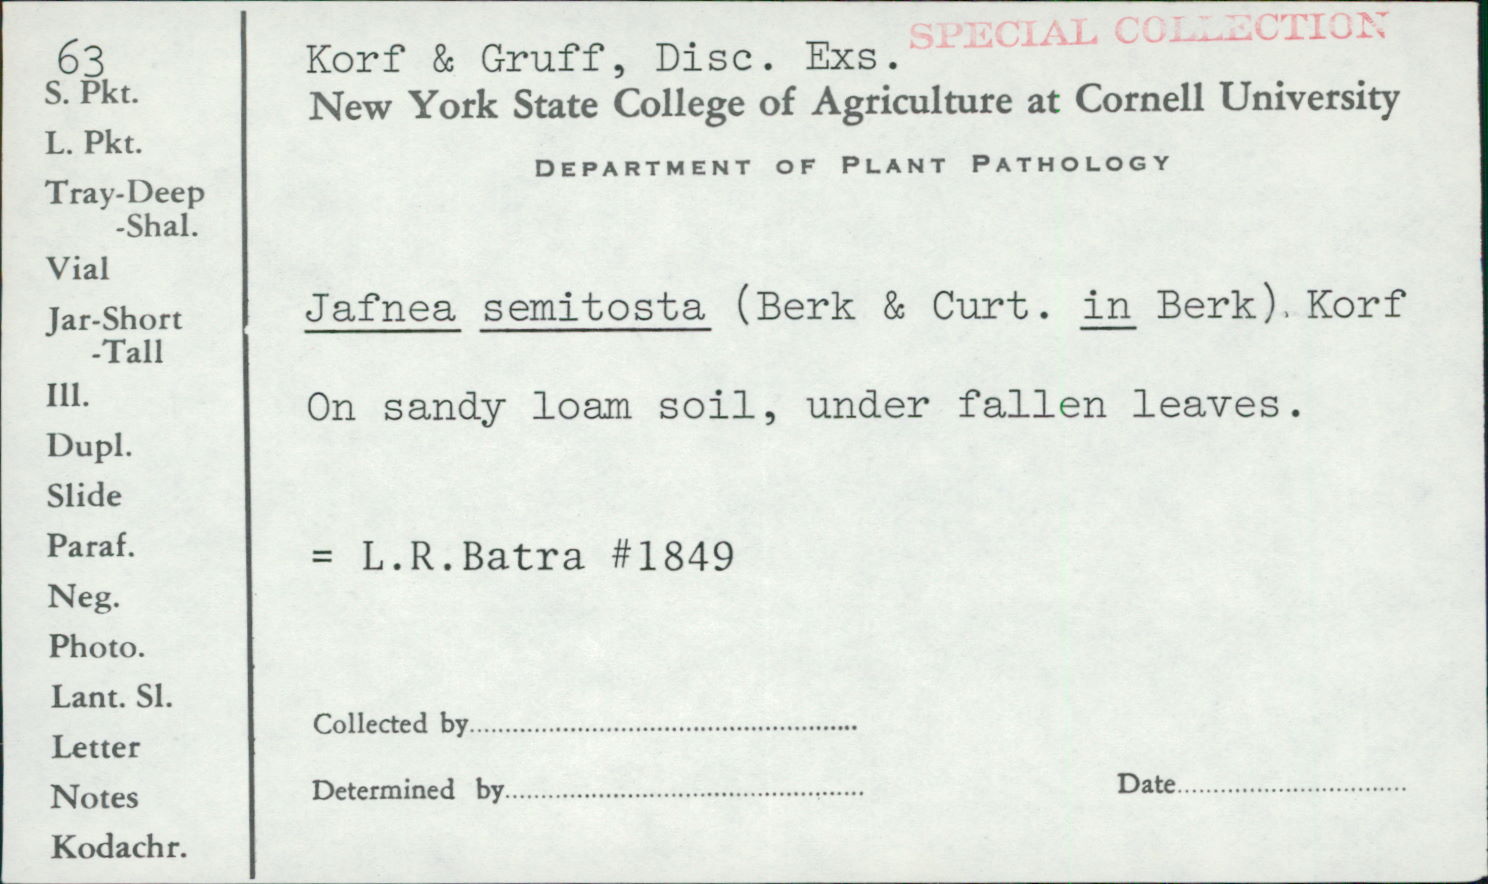 63
S. Pkt.
L. Pkt.
Tray-Deep
-Shal.
Vial
Jar-Short
-Tall
Ill.
Dupl.
Slide
Paraf.
Neg.
Photo.
Lant. Sl.
Letter
Notes
Kodachr.
SPECIAL COLLECTION
Korf & Gruff, Disc. Exs.
New York State College of Agriculture at Cornell University
DEPARTMENT OF PLANT PATHOLOGY
Jafnea semitosta (Berk & Curt. in Berk). Korf
On sandy loam soil, under fallen leaves.
= L.R.Batra #1849
Collected by
Determined by
Date